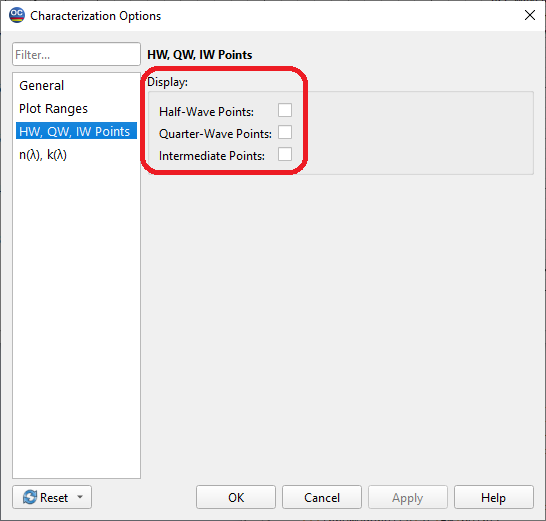 OC Characterization Options
Filter...
General
Plot Ranges
HW, QW, IW Points
n(λ), k(λ)
HW, QW, IW Points
Display:
Half-Wave Points:
Quarter-Wave Points:
Intermediate Points:
Reset
OK
Cancel
Apply
Help